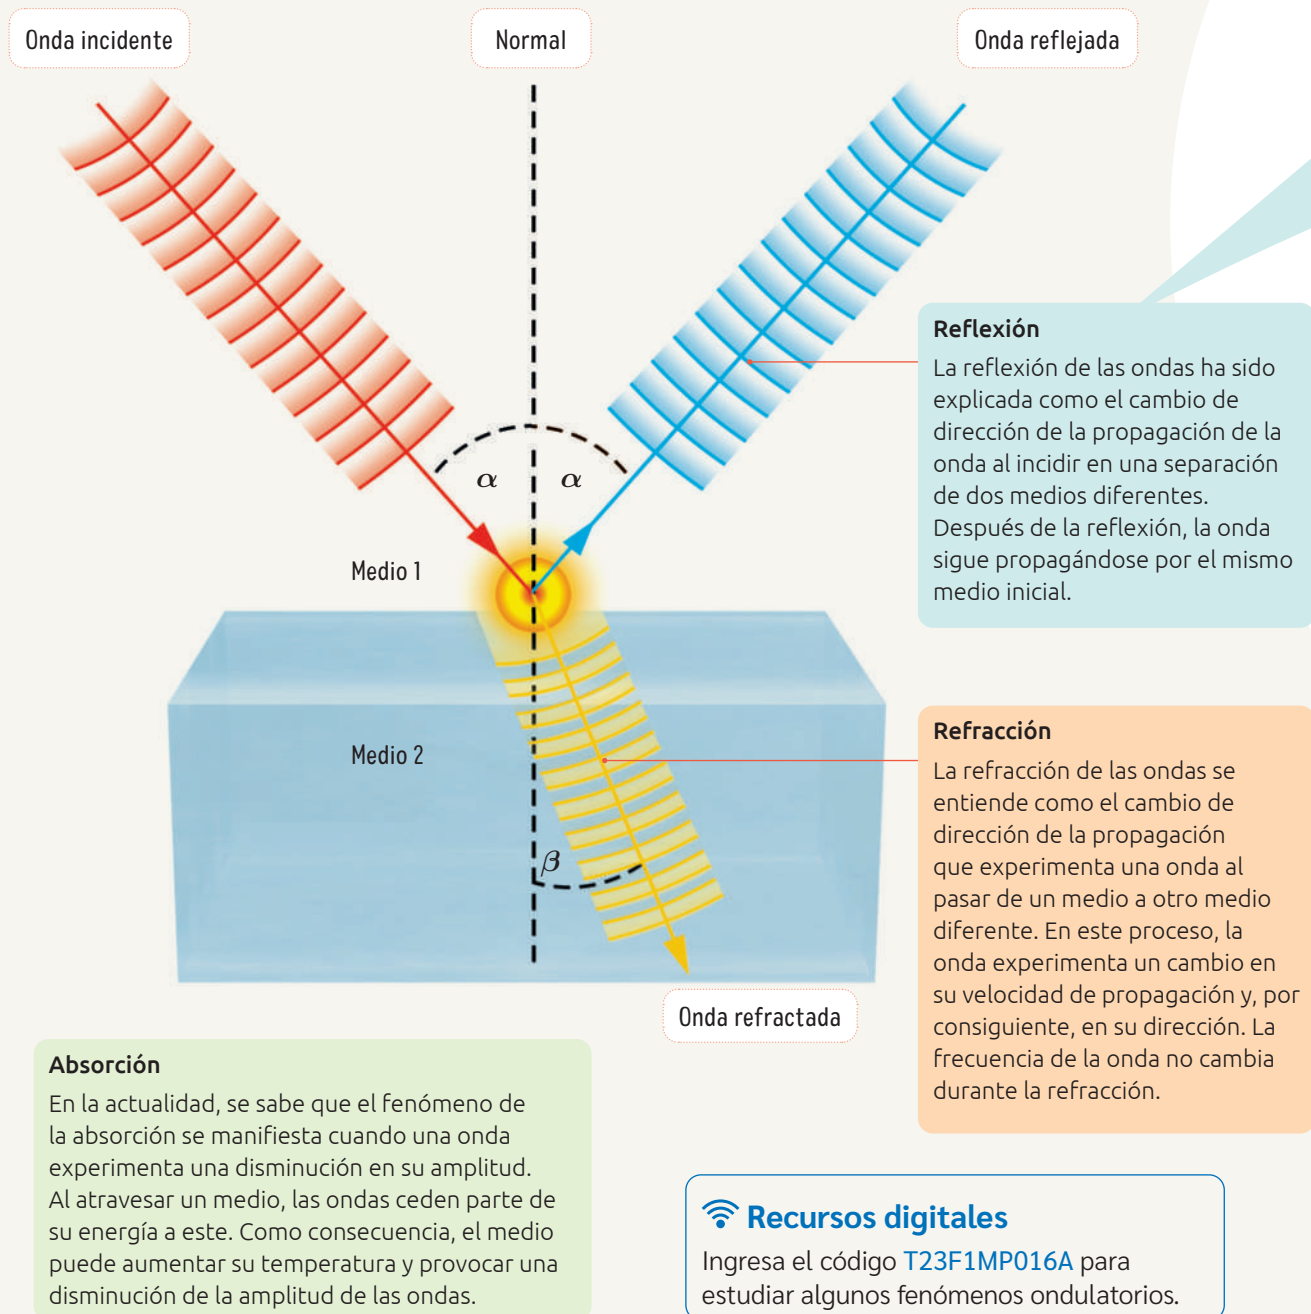 Onda incidente
Normal
Onda reflejada
α
α
Medio 1
Medio 2
β
Onda refractada
Reflexión
La reflexión de las ondas ha sido
explicada como el cambio de
dirección de la propagación de la
onda al incidir en una separación
de dos medios diferentes.
Después de la reflexión, la onda
sigue propagándose por el mismo
medio inicial.
Refracción
La refracción de las ondas se
entiende como el cambio de
dirección de la propagación
que experimenta una onda al
pasar de un medio a otro medio
diferente. En este proceso, la
onda experimenta un cambio en
su velocidad de propagación y, por
consiguiente, en su dirección. La
frecuencia de la onda no cambia
durante la refracción.
Absorción
En la actualidad, se sabe que el fenómeno de
la absorción se manifiesta cuando una onda
experimenta una disminución en su amplitud.
Al atravesar un medio, las ondas ceden parte de
su energía a este. Como consecuencia, el medio
puede aumentar su temperatura y provocar una
disminución de la amplitud de las ondas.
Recursos digitales
Ingresa el código T23F1MP016A para
estudiar algunos fenómenos ondulatorios.